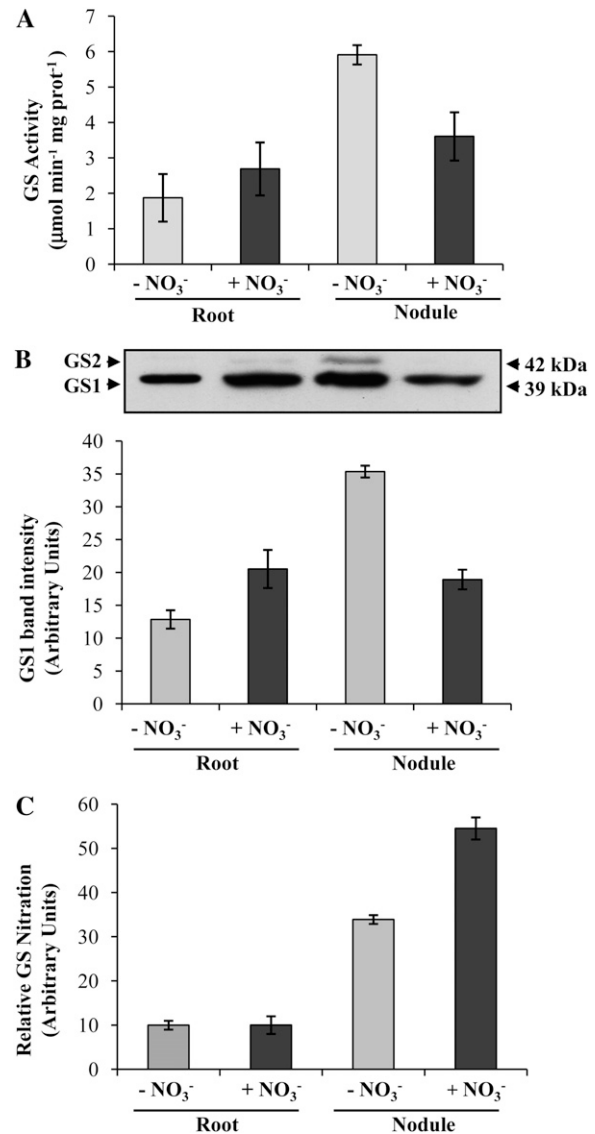 A
GS Activity
(µmol min⁻¹ mg prot⁻¹)
7
6
5
4
3
2
1
0
- NO₃⁻ + NO₃⁻ - NO₃⁻ + NO₃⁻
Root Nodule
B
GS2 42 kDa
GS1 39 kDa
GS1 band intensity
(Arbitrary Units)
40
35
30
25
20
15
10
5
0
- NO₃⁻ + NO₃⁻ - NO₃⁻ + NO₃⁻
Root Nodule
C
Relative GS Nitration
(Arbitrary Units)
60
50
40
30
20
10
0
- NO₃⁻ + NO₃⁻ - NO₃⁻ + NO₃⁻
Root Nodule